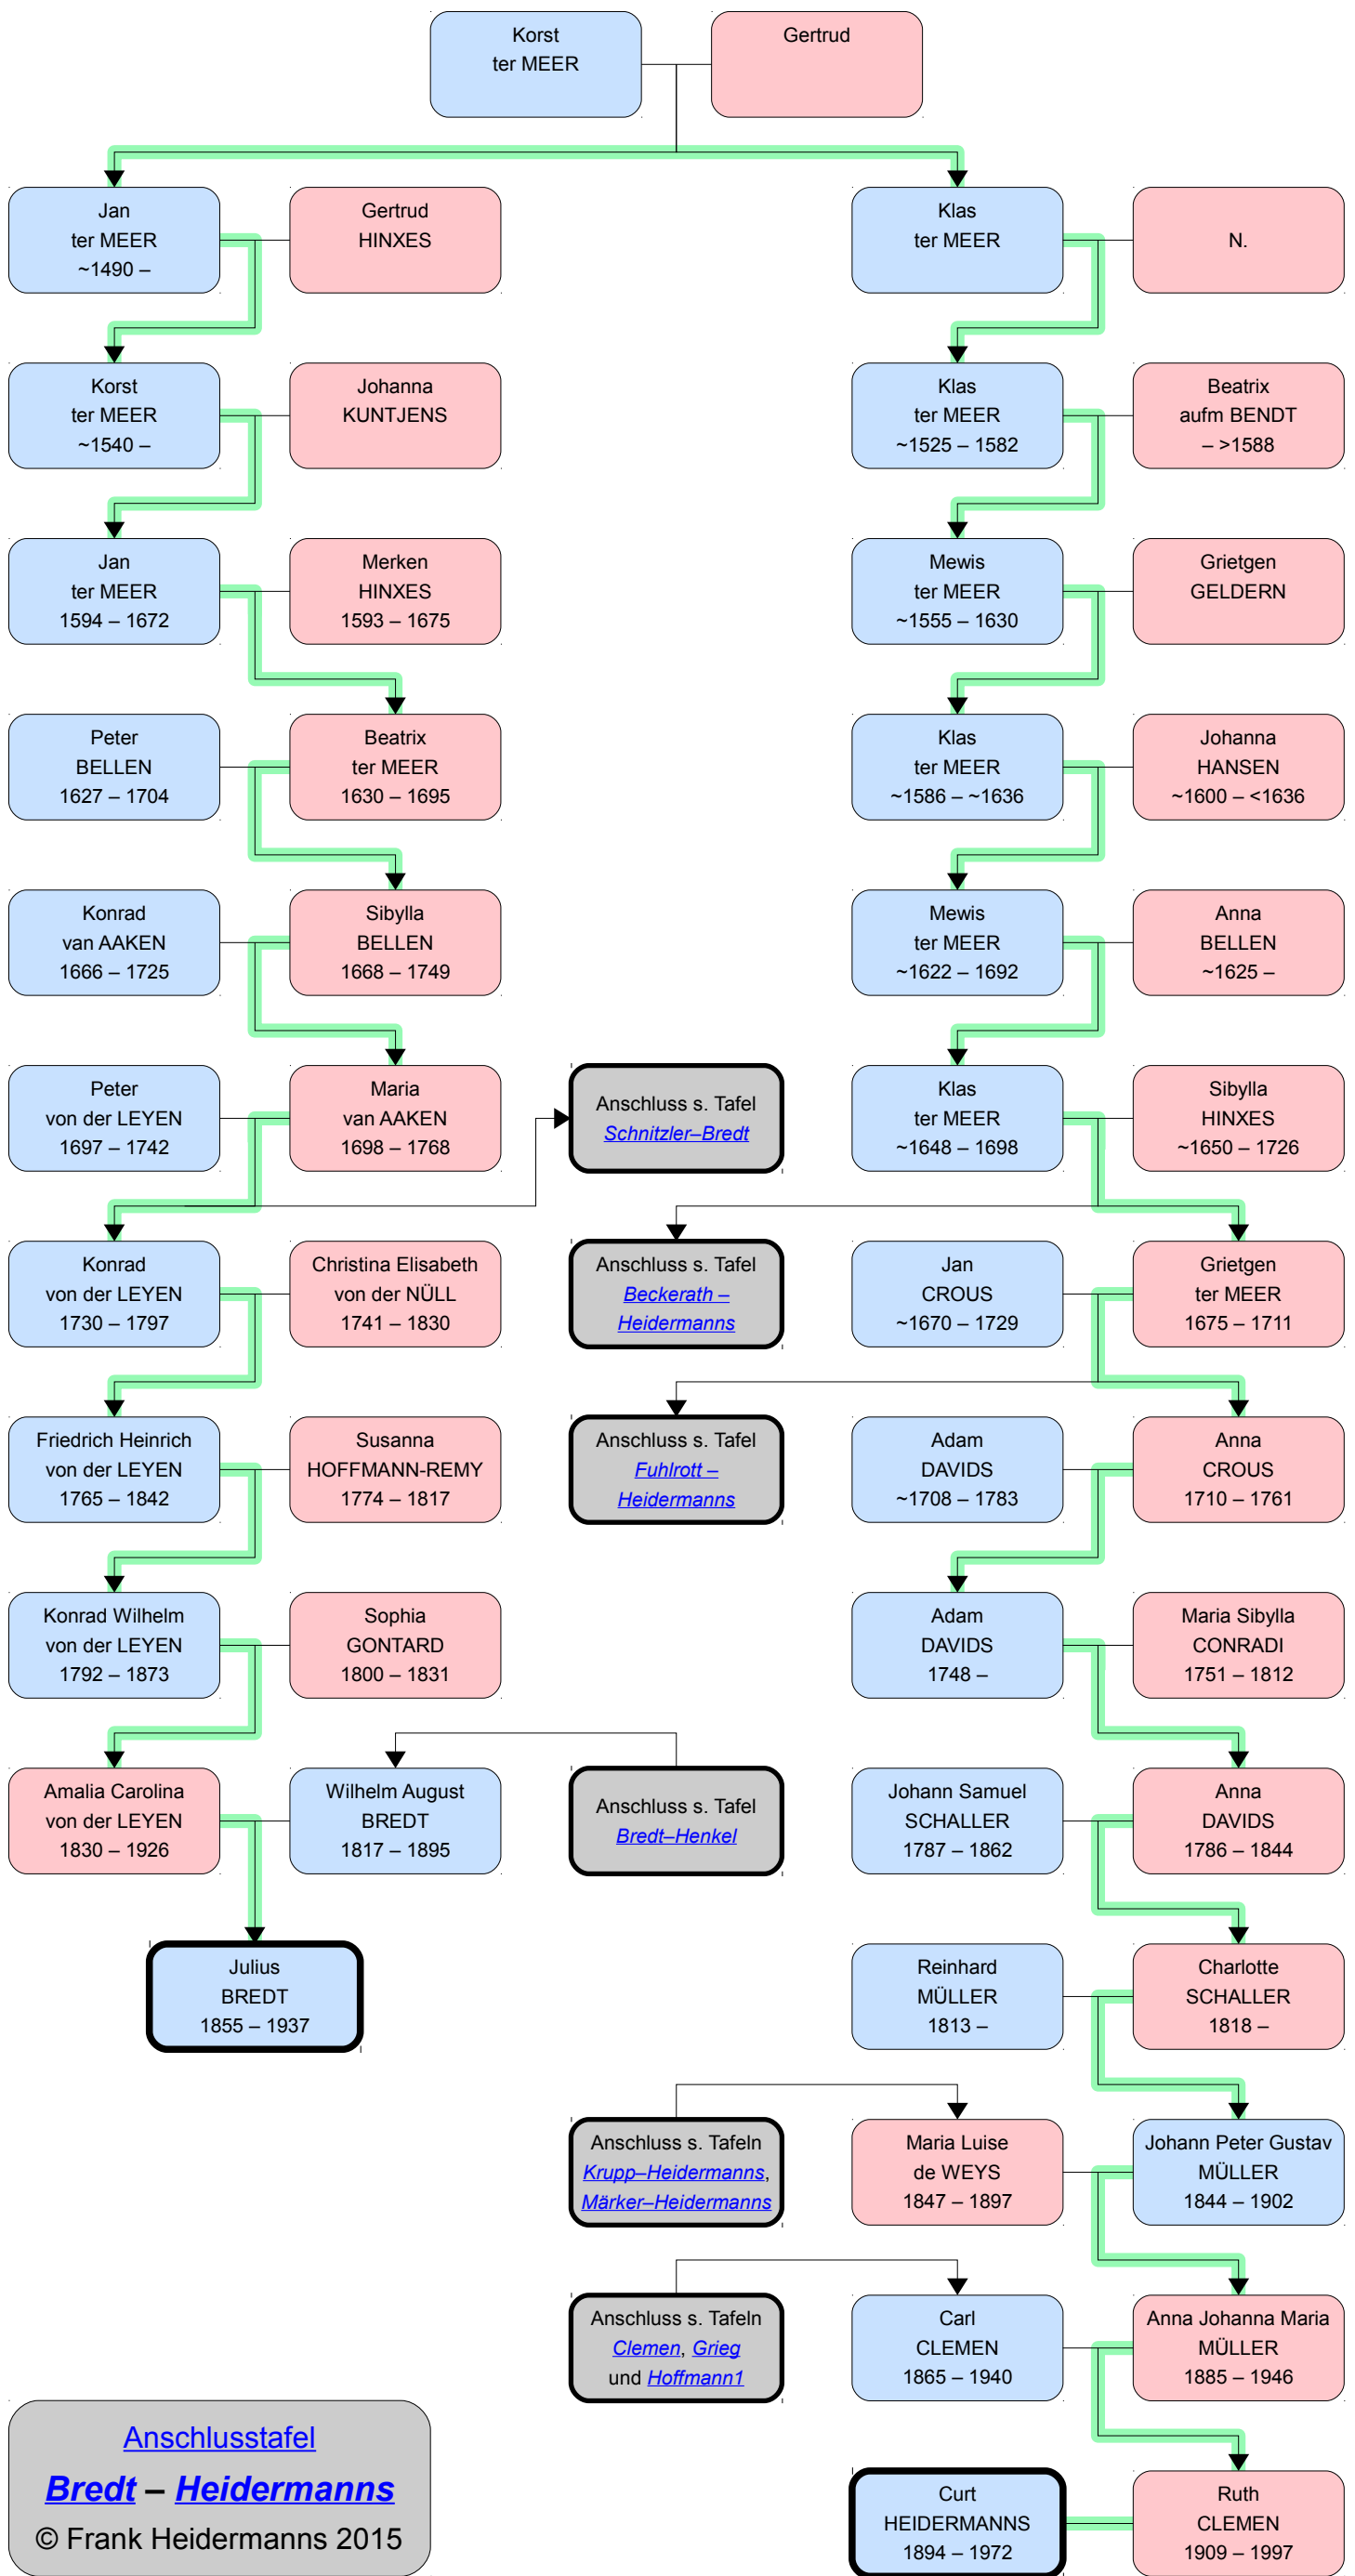 Korst
ter MEER
Gertrud
Jan
ter MEER
~1490 –
Gertrud
HINXES
Klas
ter MEER
N.
Korst
ter MEER
~1540 –
Johanna
KUNTJENS
Klas
ter MEER
~1525 – 1582
Beatrix
aufm BENDT
– >1588
Jan
ter MEER
1594 – 1672
Merken
HINXES
1593 – 1675
Mewis
ter MEER
~1555 – 1630
Grietgen
GELDERN
Peter
BELLEN
1627 – 1704
Beatrix
ter MEER
1630 – 1695
Klas
ter MEER
~1586 – ~1636
Johanna
HANSEN
~1600 – <1636
Konrad
van AAKEN
1666 – 1725
Sibylla
BELLEN
1668 – 1749
Mewis
ter MEER
~1622 – 1692
Anna
BELLEN
~1625 –
Peter
von der LEYEN
1697 – 1742
Maria
van AAKEN
1698 – 1768
Anschluss s. Tafel
Schnitzler–Bredt
Klas
ter MEER
~1648 – 1698
Sibylla
HINXES
~1650 – 1726
Konrad
von der LEYEN
1730 – 1797
Christina Elisabeth
von der NÜLL
1741 – 1830
Anschluss s. Tafel
Beckerath –
Heidermanns
Jan
CROUS
~1670 – 1729
Grietgen
ter MEER
1675 – 1711
Friedrich Heinrich
von der LEYEN
1765 – 1842
Susanna
HOFFMANN-REMY
1774 – 1817
Anschluss s. Tafel
Fuhlrott –
Heidermanns
Adam
DAVIDS
~1708 – 1783
Anna
CROUS
1710 – 1761
Konrad Wilhelm
von der LEYEN
1792 – 1873
Sophia
GONTARD
1800 – 1831
Adam
DAVIDS
1748 –
Maria Sibylla
CONRADI
1751 – 1812
Amalia Carolina
von der LEYEN
1830 – 1926
Wilhelm August
BREDT
1817 – 1895
Anschluss s. Tafel
Bredt–Henkel
Johann Samuel
SCHALLER
1787 – 1862
Anna
DAVIDS
1786 – 1844
Julius
BREDT
1855 – 1937
Reinhard
MÜLLER
1813 –
Charlotte
SCHALLER
1818 –
Anschluss s. Tafeln
Krupp–Heidermanns,
Märker–Heidermanns
Maria Luise
de WEYS
1847 – 1897
Johann Peter Gustav
MÜLLER
1844 – 1902
Anschluss s. Tafeln
Clemen, Grieg
und Hoffmann1
Carl
CLEMEN
1865 – 1940
Anna Johanna Maria
MÜLLER
1885 – 1946
Anschlusstafel
Bredt – Heidermanns
© Frank Heidermanns 2015
Curt
HEIDERMANNS
1894 – 1972
Ruth
CLEMEN
1909 – 1997